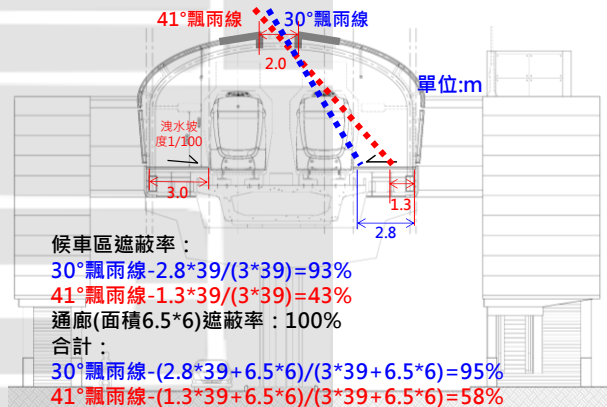 41°飄雨線 30°飄雨線
2.0
單位:m
洩水坡
度1/100
3.0
1.3
2.8
候車區遮蔽率：
30°飄雨線-2.8*39/(3*39)=93%
41°飄雨線-1.3*39/(3*39)=43%
通廊(面積6.5*6)遮蔽率：100%
合計：
30°飄雨線-(2.8*39+6.5*6)/(3*39+6.5*6)=95%
41°飄雨線-(1.3*39+6.5*6)/(3*39+6.5*6)=58%